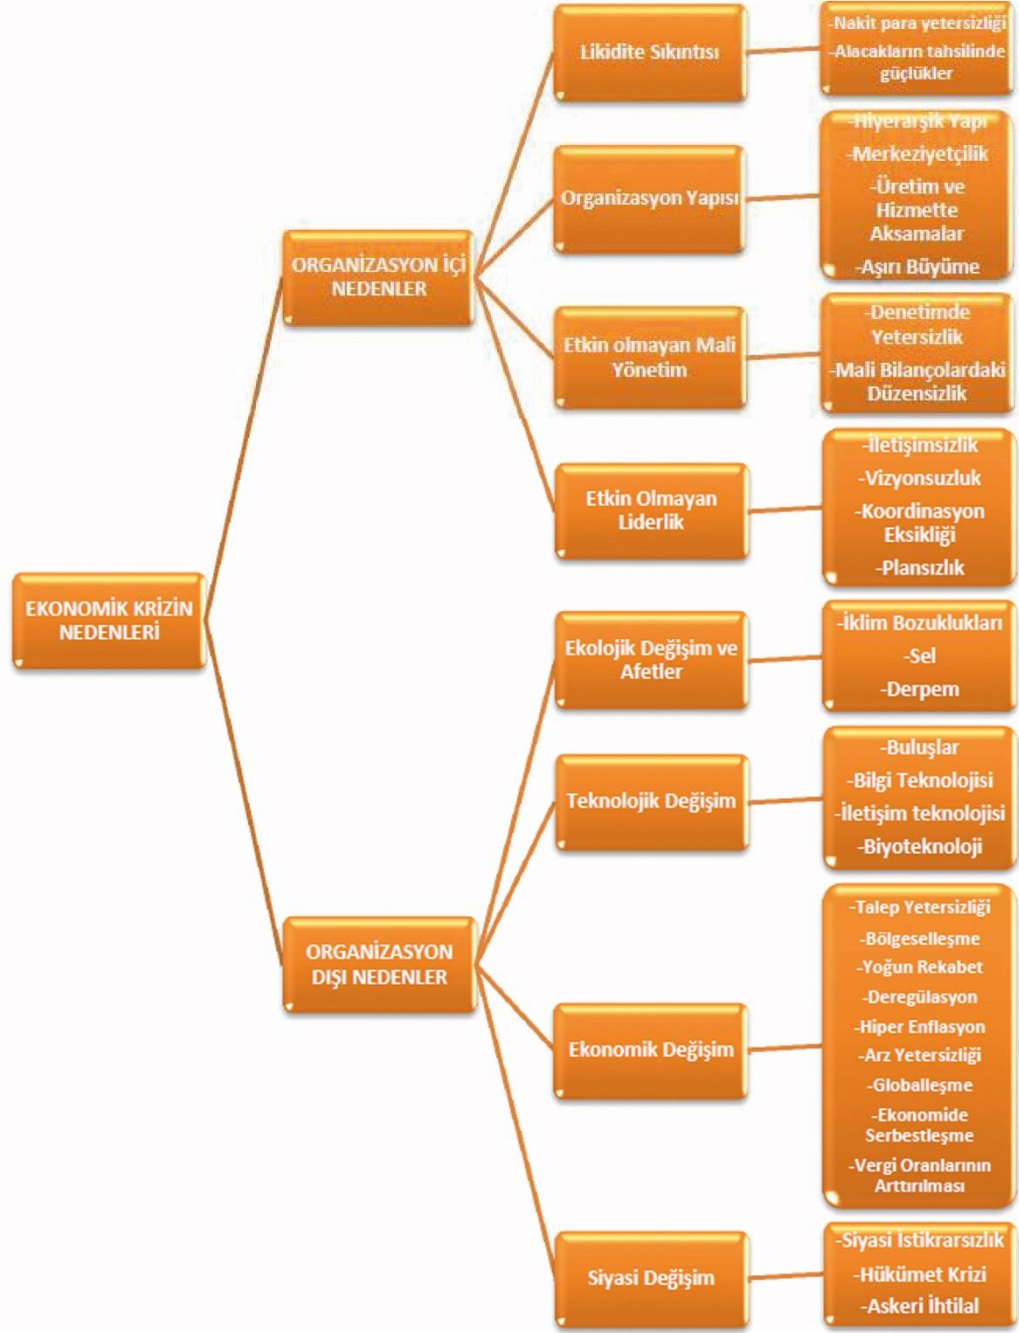 EKONOMİK KRİZİN
NEDENLERİ
ORGANİZASYON İÇİ
NEDENLER
Likidite Sıkıntısı
-Nakit para yetersizliği
-Alacakların tahsilinde
güçlükler
Organizasyon Yapısı
-Hiyerarşik Yapı
-Merkeziyetçilik
-Üretim ve
Hizmette
Aksamalar
-Aşırı Büyüme
Etkin olmayan Mali
Yönetim
-Denetimde
Yetersizlik
-Mali Bilançolardaki
Düzensizlik
Etkin Olmayan
Liderlik
-İletişimsizlik
-Vizyonsuzluk
-Koordinasyon
Eksikliği
-Plansızlık
ORGANİZASYON
DIŞI NEDENLER
Ekolojik Değişim ve
Afetler
-İklim Bozuklukları
-Sel
-Derpem
Teknolojik Değişim
-Buluşlar
-Bilgi Teknolojisi
-İletişim teknolojisi
-Biyoteknoloji
Ekonomik Değişim
-Talep Yetersizliği
-Bölgeselleşme
-Yoğun Rekabet
-Deregülasyon
-Hiper Enflasyon
-Arz Yetersizliği
-Globalleşme
-Ekonomide
Serbestleşme
-Vergi Oranlarının
Arttırılması
Siyasi Değişim
-Siyasi İstikrarsızlık
-Hükümet Krizi
-Askeri İhtilal